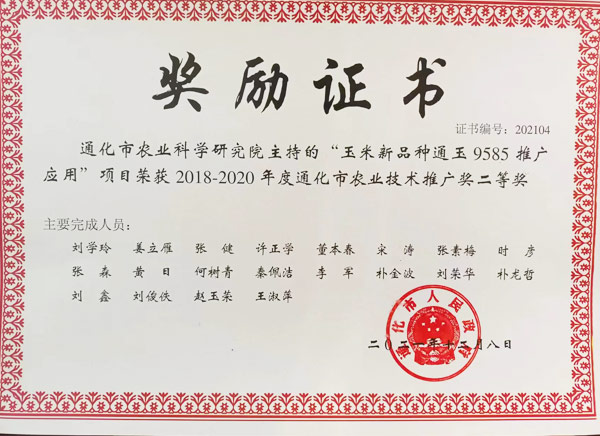 奖励证书
证书编号：202104
通化市农业科学研究院主持的“玉米新品种通玉9585推广
应用”项目荣获2018-2020年度通化市农业技术推广奖二等奖
主要完成人员：
刘学玲 姜立雁 张健 许正学 董本春 宋涛 张素梅 时彦
张森 黄日 何树青 秦佩洁 李军 朴金波 刘荣华 朴龙哲
刘鑫 刘俊佚 赵玉荣 王淑萍
通化市人民政府
二〇二一年十二月八日